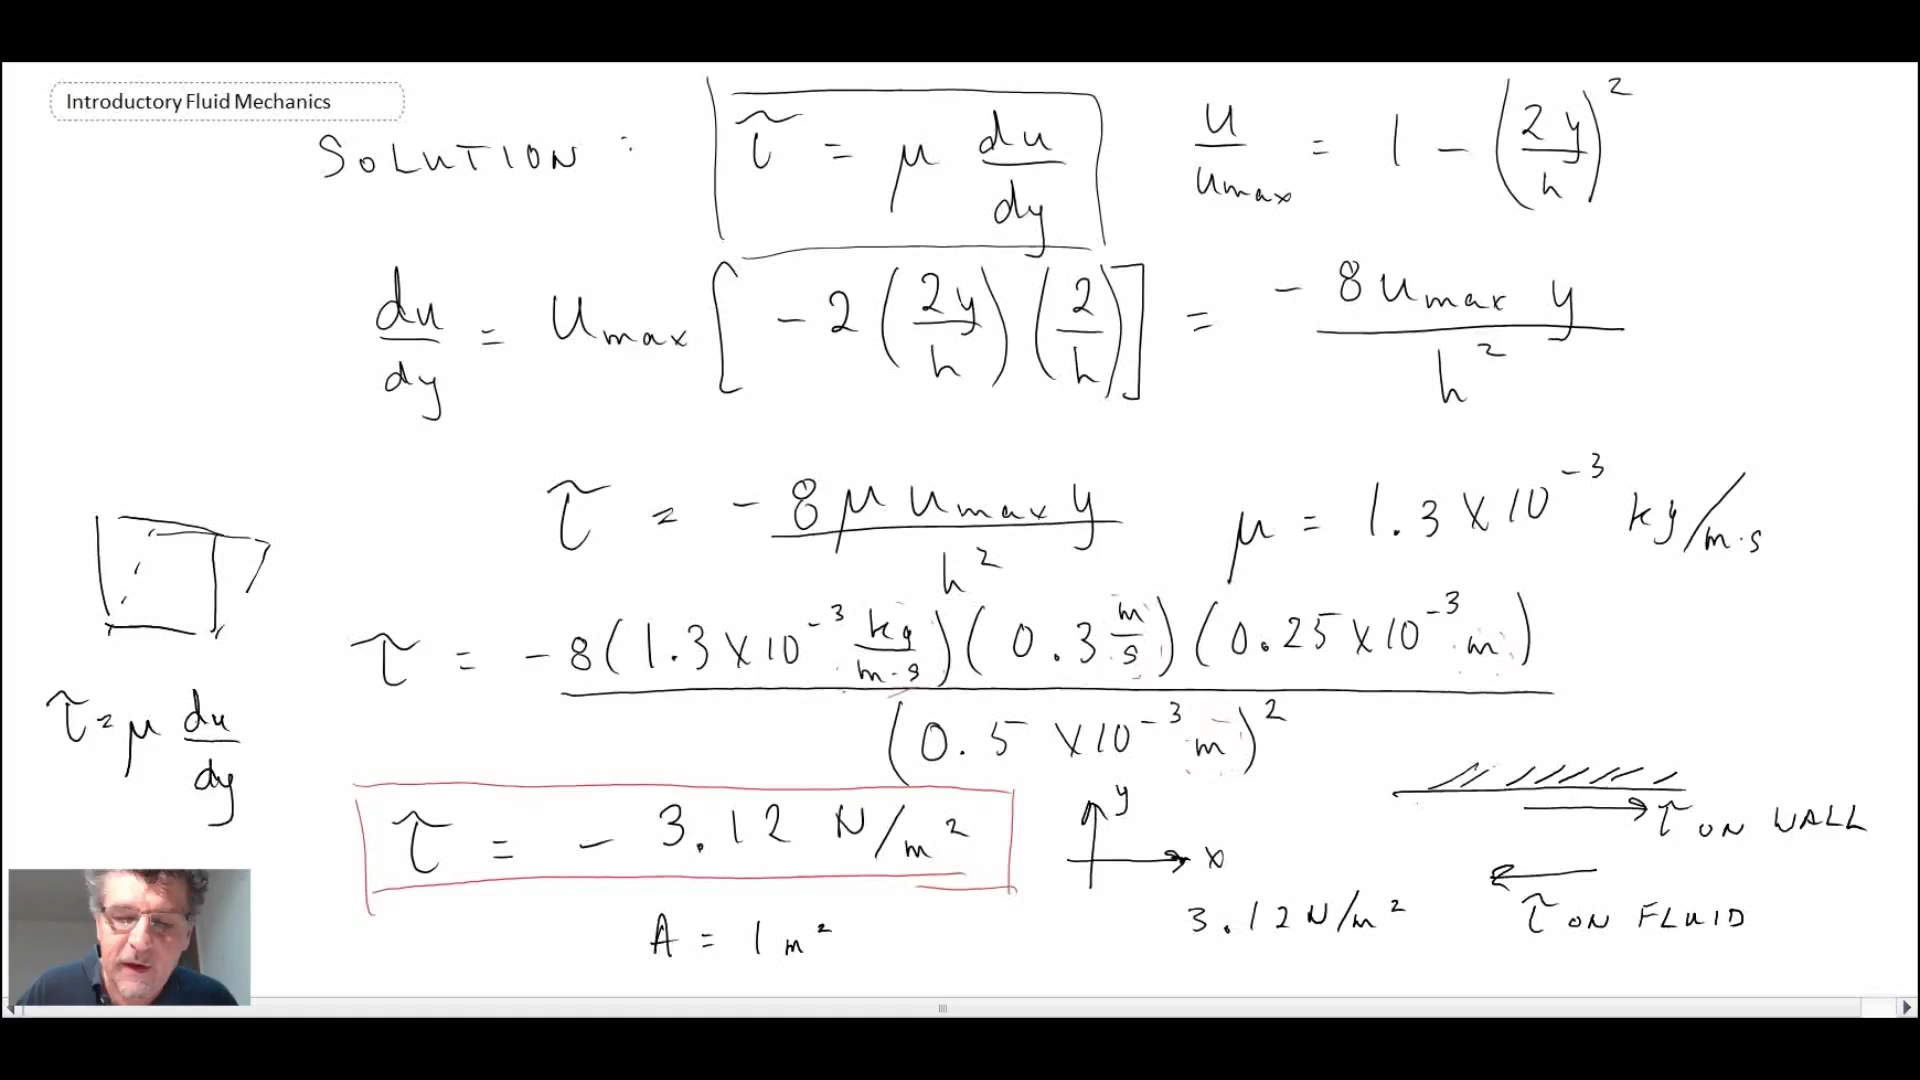 Introductory Fluid Mechanics
SOLUTION : τ = μ du/dy u/umax = 1 - (2y/h)²
du/dy = Umax [ -2 (2y/h) (2/h) ] = - 8 umax y / h²
τ = - 8 μ umax y / h² μ = 1.3 X 10⁻³ kg/m·s
τ = -8 (1.3 X 10⁻³ kg/m·s) (0.3 m/s) (0.25 X 10⁻³ m) / (0.5 X 10⁻³ m)²
τ = μ du/dy
τ = - 3.12 N/m²
y
x
τ ON WALL
3.12 N/m²
τ ON FLUID
A = 1 m²